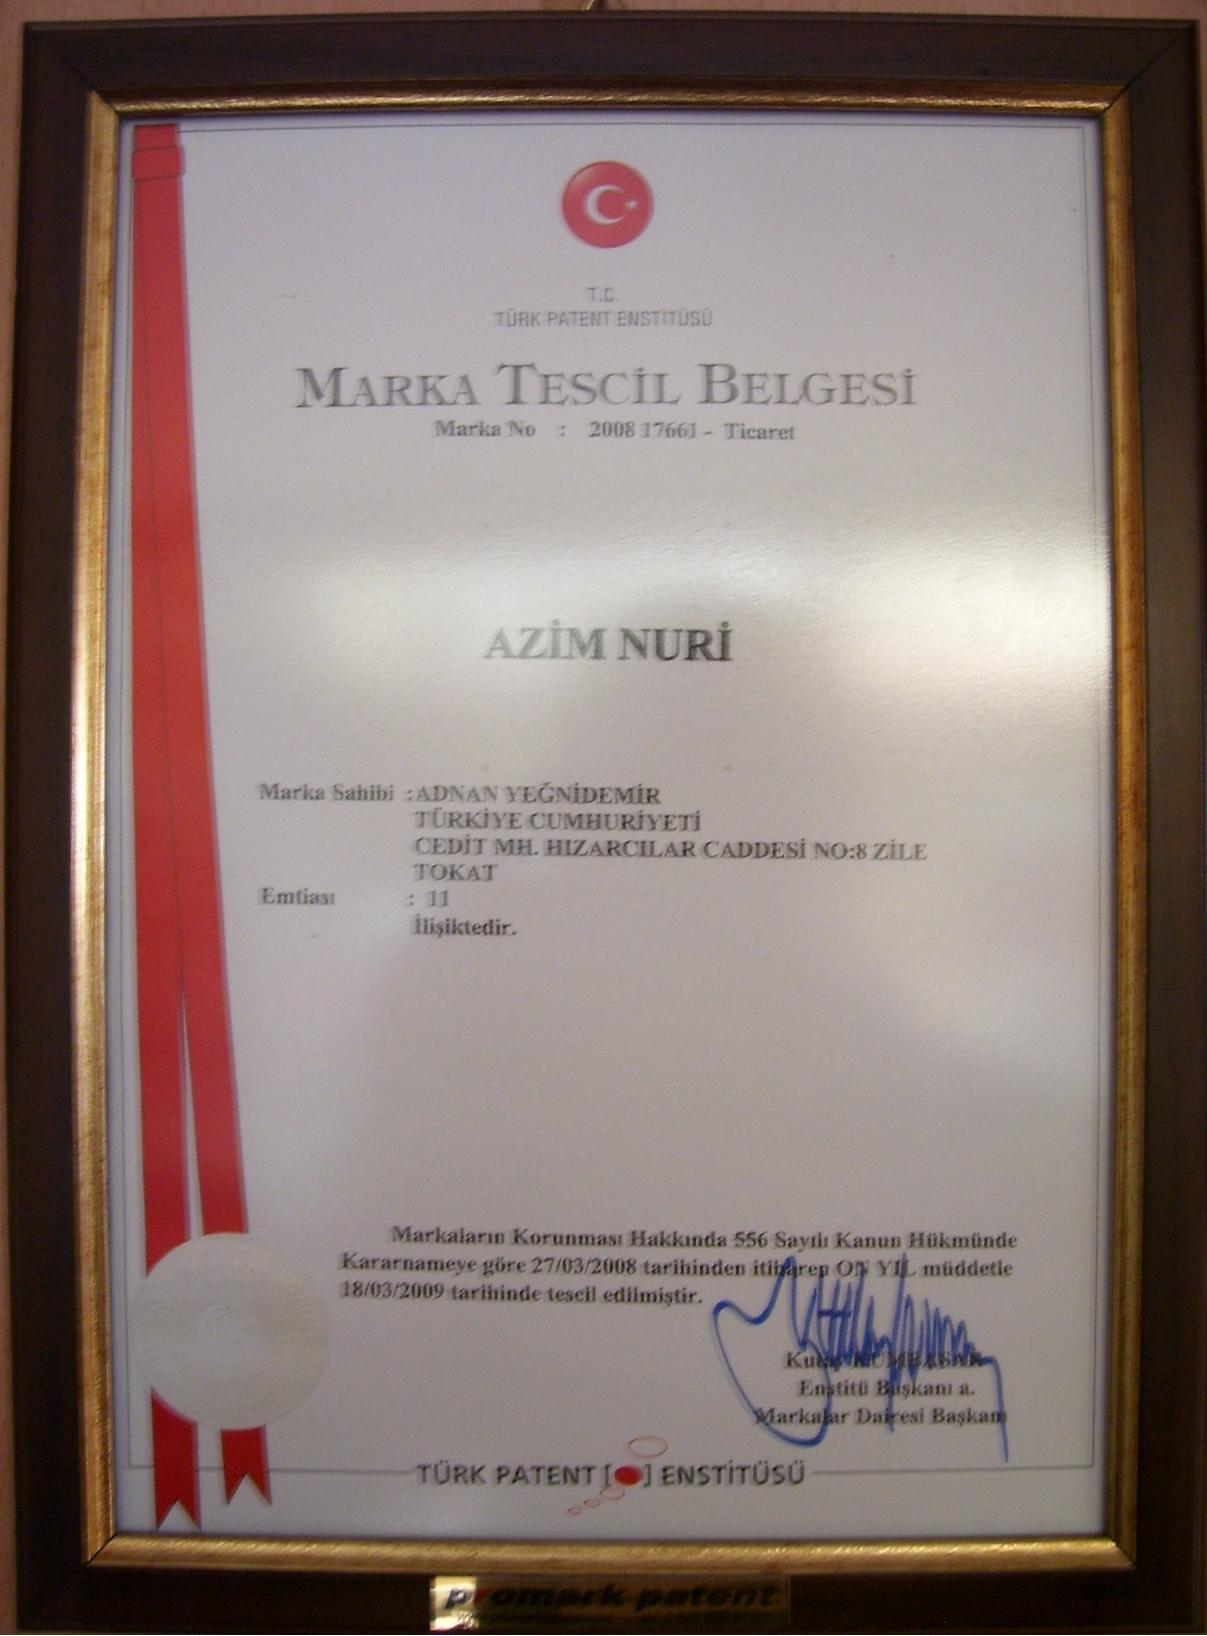 T.C.
TÜRK PATENT ENSTİTÜSÜ
MARKA TESCİL BELGESİ
Marka No : 2008 17661 - Ticaret
AZİM NURİ
Marka Sahibi :ADNAN YEĞNİDEMİR
TÜRKİYE CUMHURİYETİ
CEDİT MH. HIZARCILAR CADDESİ NO:8 ZİLE
TOKAT
Emtiası : 11
İlişiktedir.
Markaların Korunması Hakkında 556 Sayılı Kanun Hükmünde
Kararnameye göre 27/03/2008 tarihinden itibaren ON YIL müddetle
18/03/2009 tarihinde tescil edilmiştir.
Enstitü Başkanı a.
Markalar Dairesi Başkanı
TÜRK PATENT [ ] ENSTİTÜSÜ
promark patent